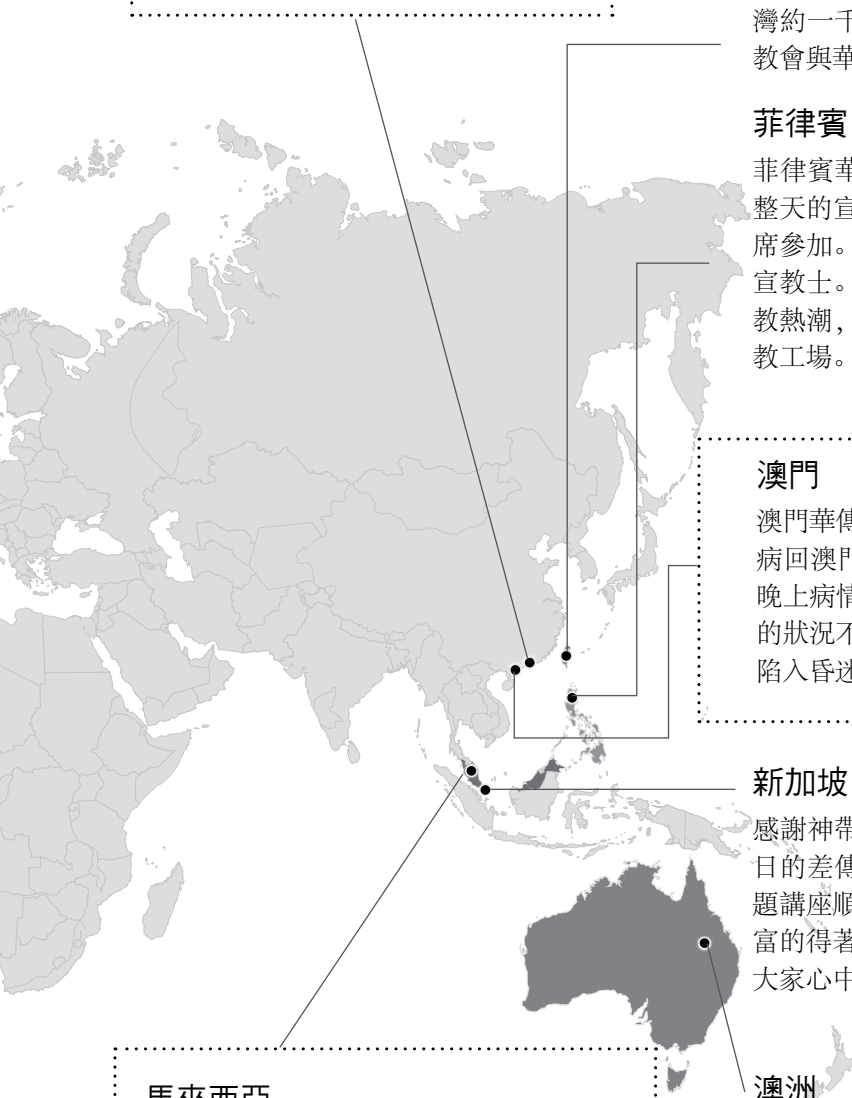 灣約一千
教會與華
菲律賓
菲律賓華
整天的宣
席參加。
宣教士。
教熱潮，
教工場。
澳門
澳門華傳
病回澳門
晚上病情
的狀況不
陷入昏迷
新加坡
感謝神帶
日的差傳
題講座順
富的得著
大家心中
馬來西亞
澳洲